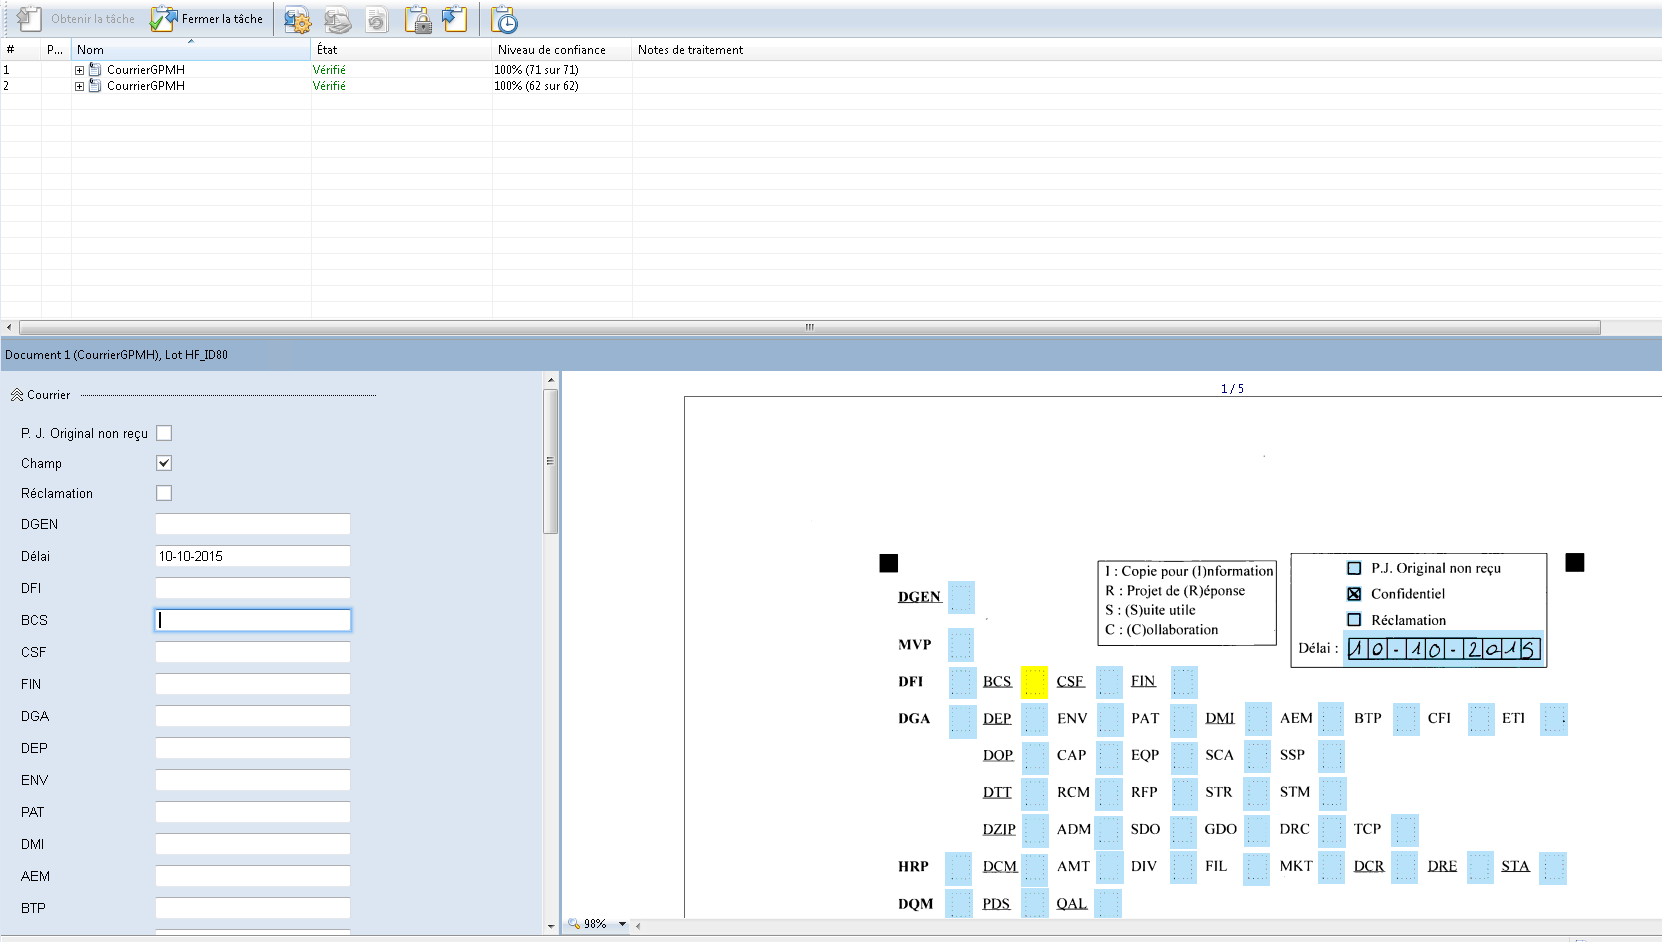 Obtenir la tâche Fermer la tâche
# P... Nom État Niveau de confiance Notes de traitement
1 CourrierGPMH Vérifié 100% (71 sur 71)
2 CourrierGPMH Vérifié 100% (62 sur 62)
Document 1 (CourrierGPMH), Lot HF_ID80
Courrier
P. J. Original non reçu
Champ
Réclamation
DGEN
Délai 10-10-2015
DFI
BCS
CSF
FIN
DGA
DEP
ENV
PAT
DMI
AEM
BTP
1 / 5
I : Copie pour (I)nformation
R : Projet de (R)éponse
S : (S)uite utile
C : (C)ollaboration
P.J. Original non reçu
Confidentiel
Réclamation
Délai : 10-10-2015
DGEN
MVP
DFI BCS CSF FIN
DGA DEP ENV PAT DMI AEM BTP CFI ETI
DOP CAP EQP SCA SSP
DTT RCM RFP STR STM
DZIP ADM SDO GDO DRC TCP
HRP DCM AMT DIV FIL MKT DCR DRE STA
DQM PDS QAL
98%